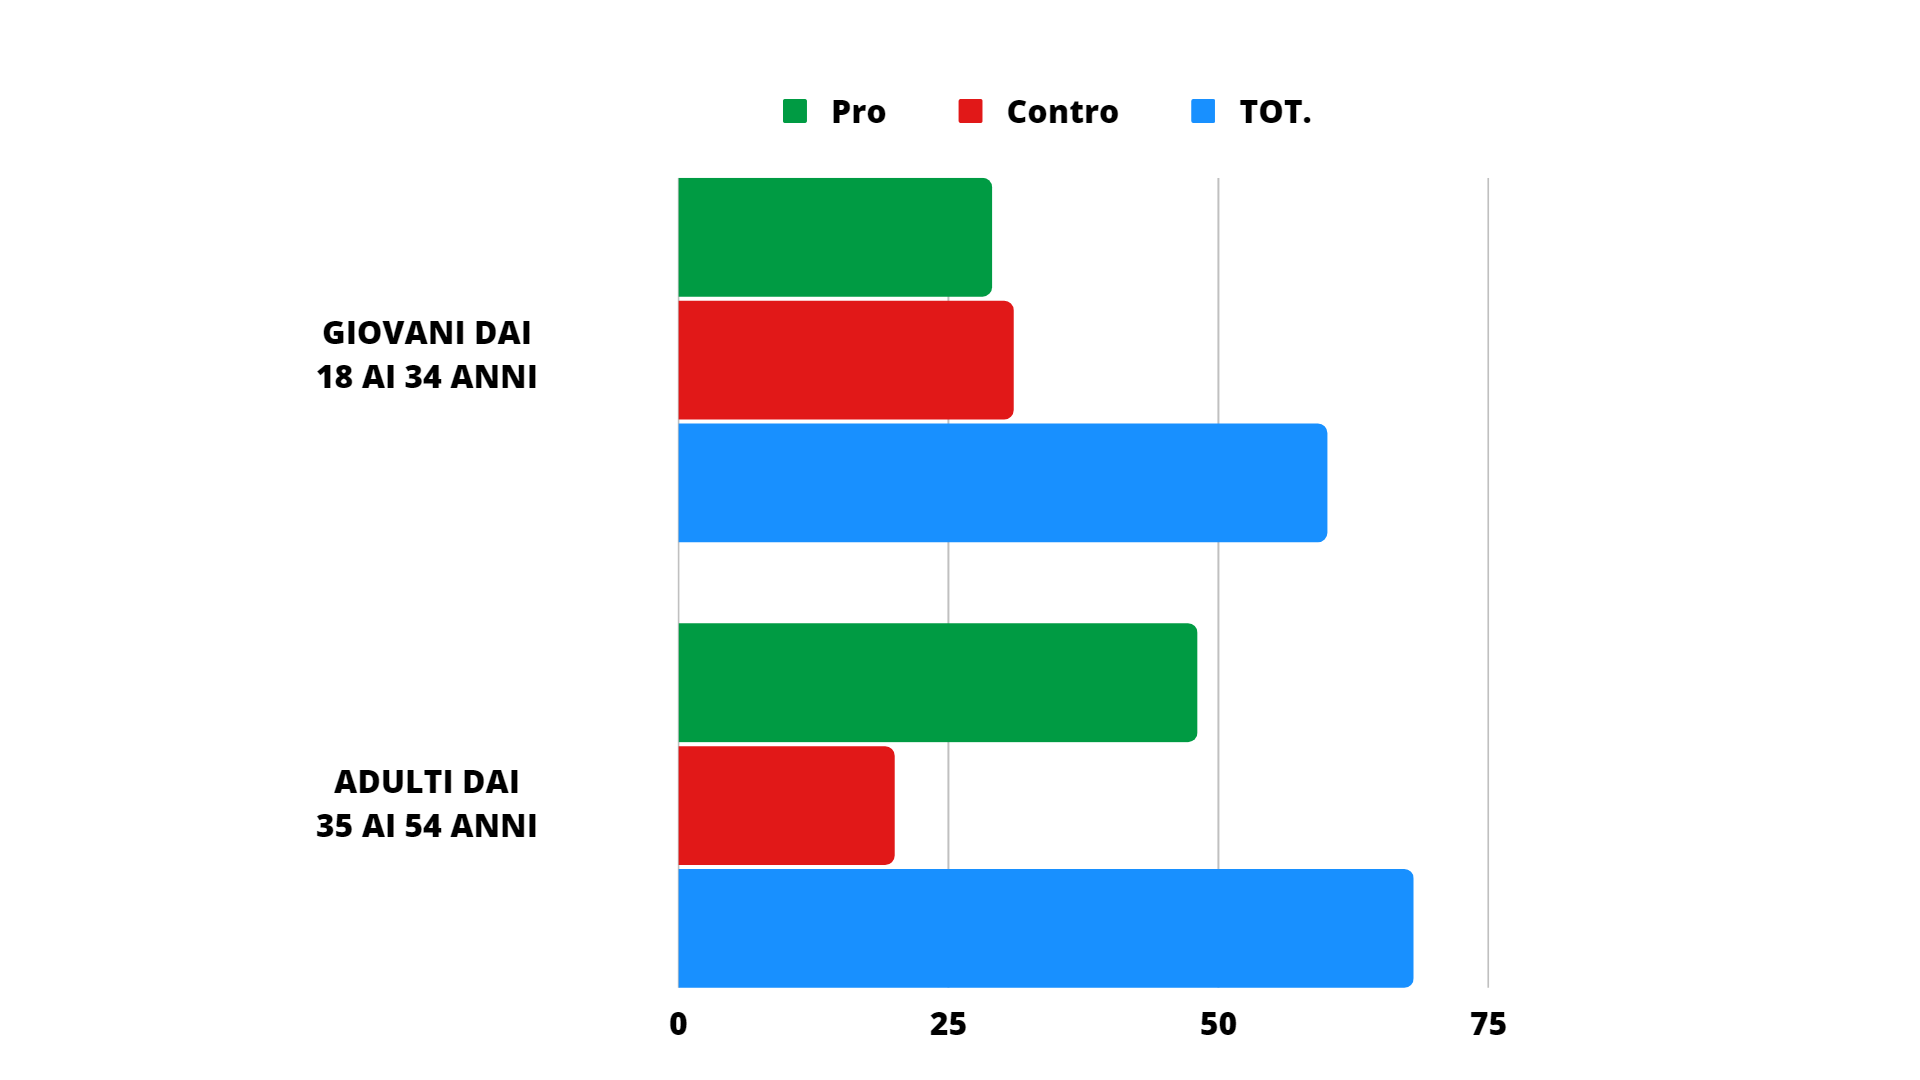 Pro Contro TOT.
GIOVANI DAI
18 AI 34 ANNI
ADULTI DAI
35 AI 54 ANNI
0 25 50 75